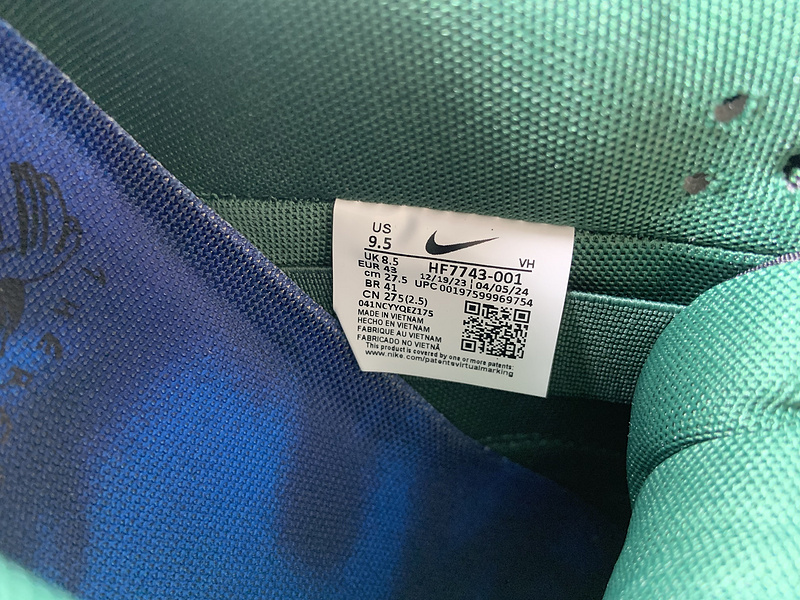 US
9.5
VH
UK 8.5
HF7743-001
EUR 43
12/19/23 | 04/05/24
cm 27.5
UPC 00197599969754
BR 41
CN 275(2.5)
041NCYYQEZ175
MADE IN VIETNAM
HECHO EN VIETNAM
FABRIQUE AU VIETNAM
FABRICADO NO VIETNÃ
This product is covered by one or more patents:
www.nike.com/patentsvirtualmarking